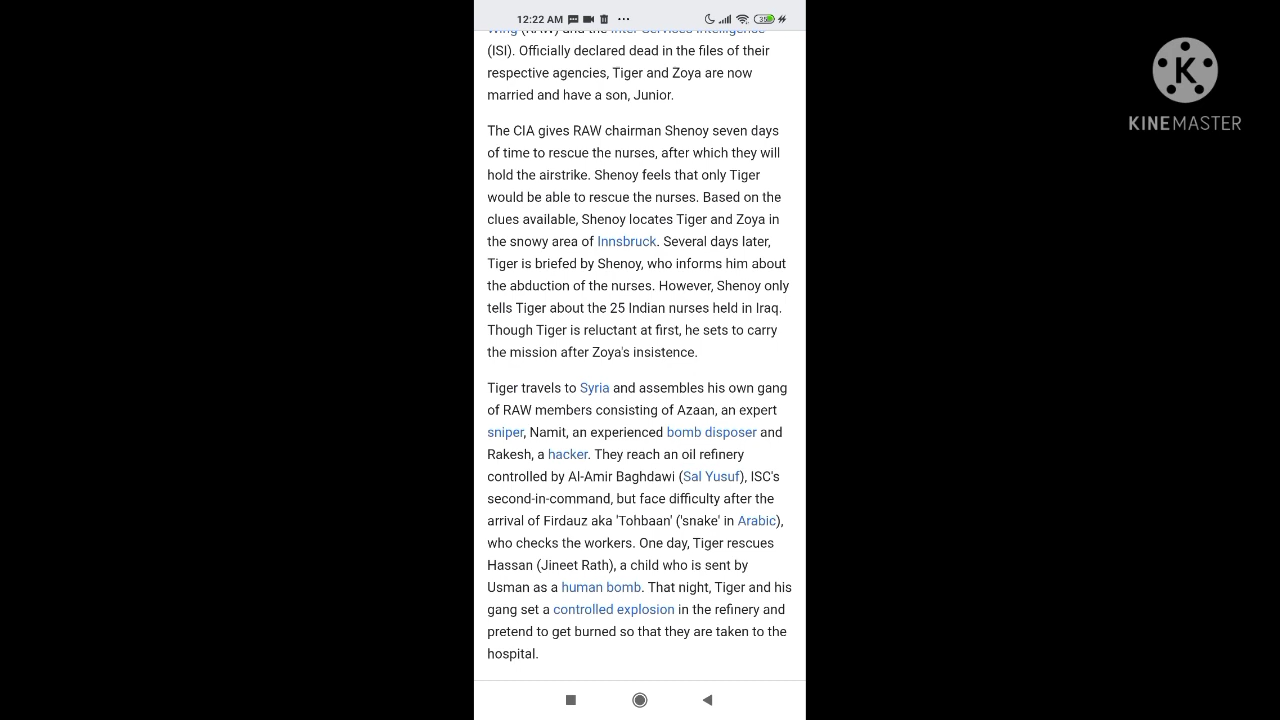 12:22 AM
35
Wing (RAW) and the Inter-Services Intelligence
(ISI). Officially declared dead in the files of their
respective agencies, Tiger and Zoya are now
married and have a son, Junior.
The CIA gives RAW chairman Shenoy seven days
of time to rescue the nurses, after which they will
hold the airstrike. Shenoy feels that only Tiger
would be able to rescue the nurses. Based on the
clues available, Shenoy locates Tiger and Zoya in
the snowy area of Innsbruck. Several days later,
Tiger is briefed by Shenoy, who informs him about
the abduction of the nurses. However, Shenoy only
tells Tiger about the 25 Indian nurses held in Iraq.
Though Tiger is reluctant at first, he sets to carry
the mission after Zoya's insistence.
Tiger travels to Syria and assembles his own gang
of RAW members consisting of Azaan, an expert
sniper, Namit, an experienced bomb disposer and
Rakesh, a hacker. They reach an oil refinery
controlled by Al-Amir Baghdawi (Sal Yusuf), ISC's
second-in-command, but face difficulty after the
arrival of Firdauz aka 'Tohbaan' ('snake' in Arabic),
who checks the workers. One day, Tiger rescues
Hassan (Jineet Rath), a child who is sent by
Usman as a human bomb. That night, Tiger and his
gang set a controlled explosion in the refinery and
pretend to get burned so that they are taken to the
hospital.
K
KINEMASTER